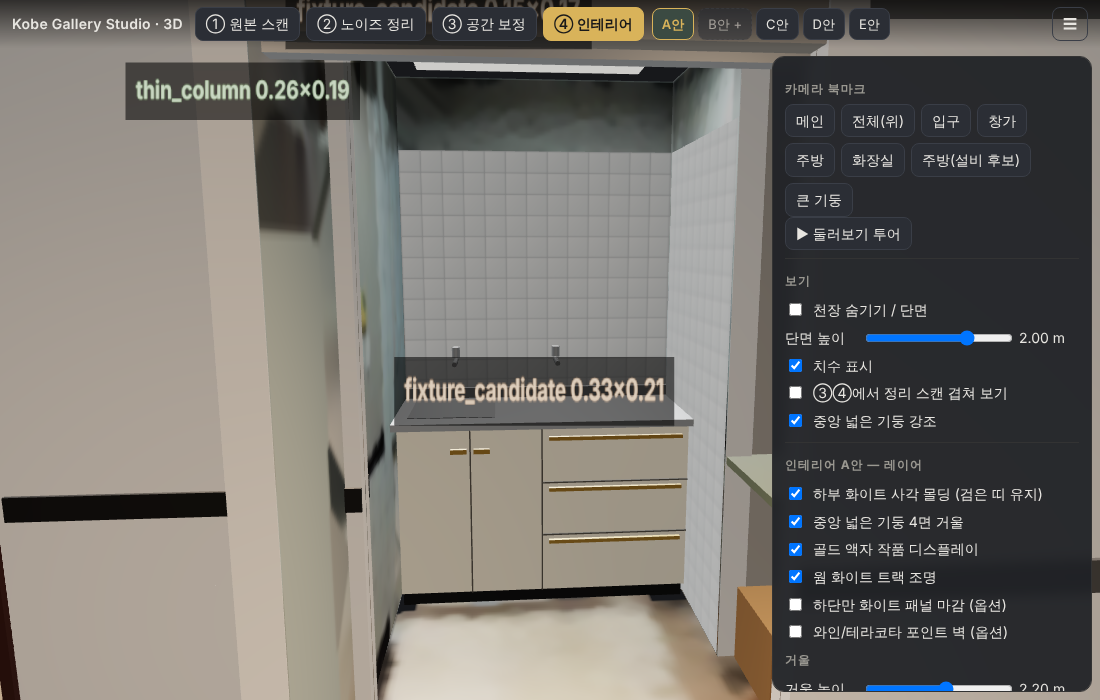 Kobe Gallery Studio · 3D
① 원본 스캔
② 노이즈 정리
③ 공간 보정
④ 인테리어
A안
B안 +
C안
D안
E안
☰
thin_column 0.26×0.19
fixture_candidate 0.33×0.21
카메라 북마크
메인
전체(위)
입구
창가
주방
화장실
주방(설비 후보)
큰 기둥
▶ 둘러보기 투어
보기
천장 숨기기 / 단면
단면 높이 2.00 m
치수 표시
③④에서 정리 스캔 겹쳐 보기
중앙 넓은 기둥 강조
인테리어 A안 — 레이어
하부 화이트 사각 몰딩 (검은 띠 유지)
중앙 넓은 기둥 4면 거울
골드 액자 작품 디스플레이
웜 화이트 트랙 조명
하단만 화이트 패널 마감 (옵션)
와인/테라코타 포인트 벽 (옵션)
거울
거울 높이 2.20 m